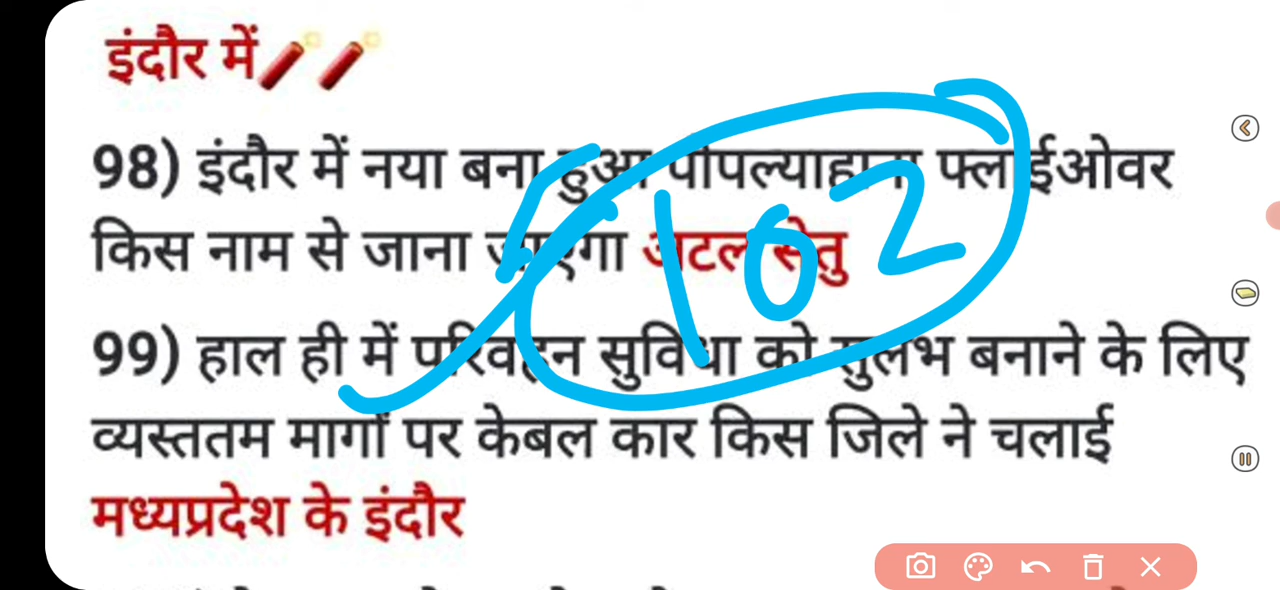 इंदौर में
98) इंदौर में नया बना हुआ पीपल्याहाना फ्लाईओवर
किस नाम से जाना जाएगा अटल सेतु
102
99) हाल ही में परिवहन सुविधा को सुलभ बनाने के लिए
व्यस्ततम मार्गों पर केबल कार किस जिले ने चलाई
मध्यप्रदेश के इंदौर